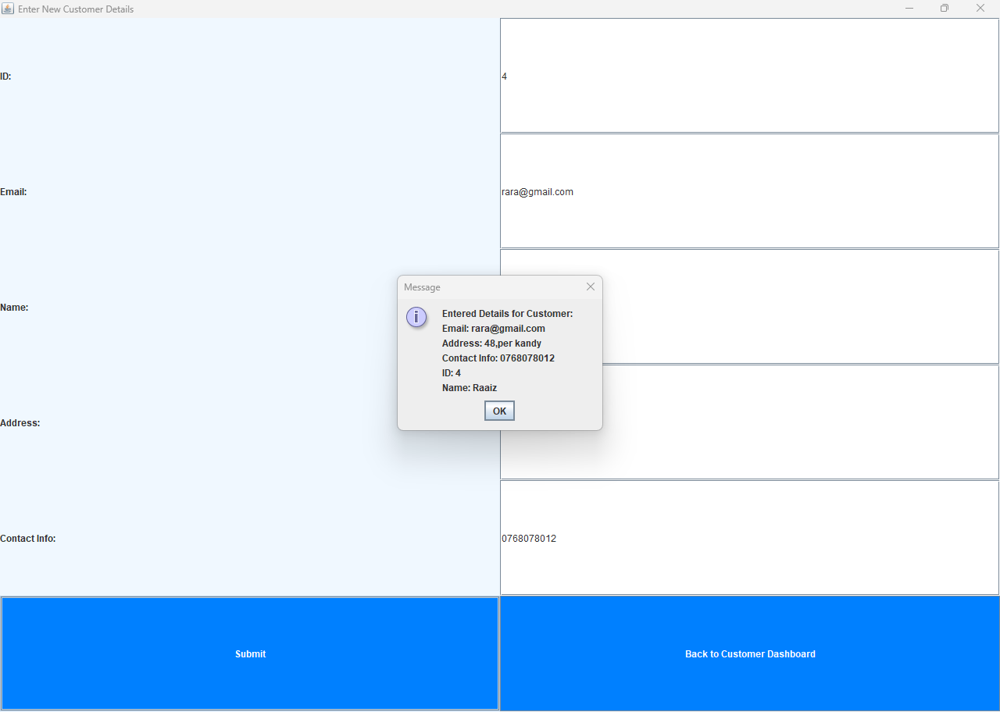 Enter New Customer Details
ID:
4
Email:
rara@gmail.com
Name:
Address:
Contact Info:
0768078012
Message
Entered Details for Customer:
Email: rara@gmail.com
Address: 48,per kandy
Contact Info: 0768078012
ID: 4
Name: Raaiz
OK
Submit
Back to Customer Dashboard